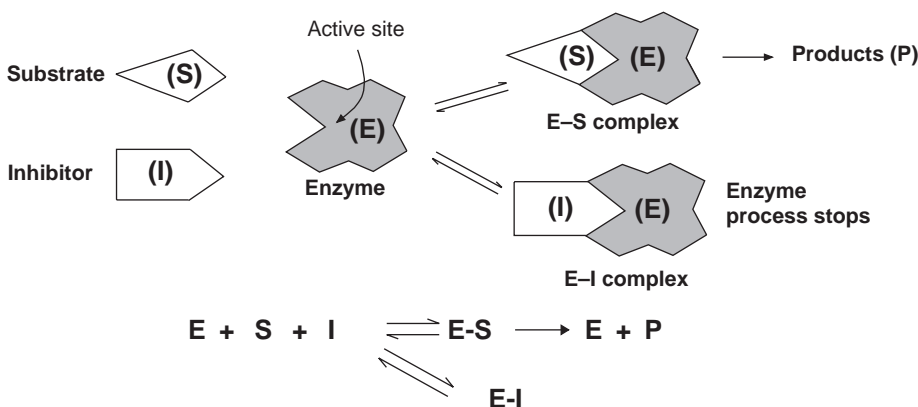 Active site
Substrate (S)
(S) (E) Products (P)
(E)
E–S complex
Inhibitor (I)
Enzyme
(I) (E) Enzyme
process stops
E–I complex
E + S + I E-S E + P
E-I